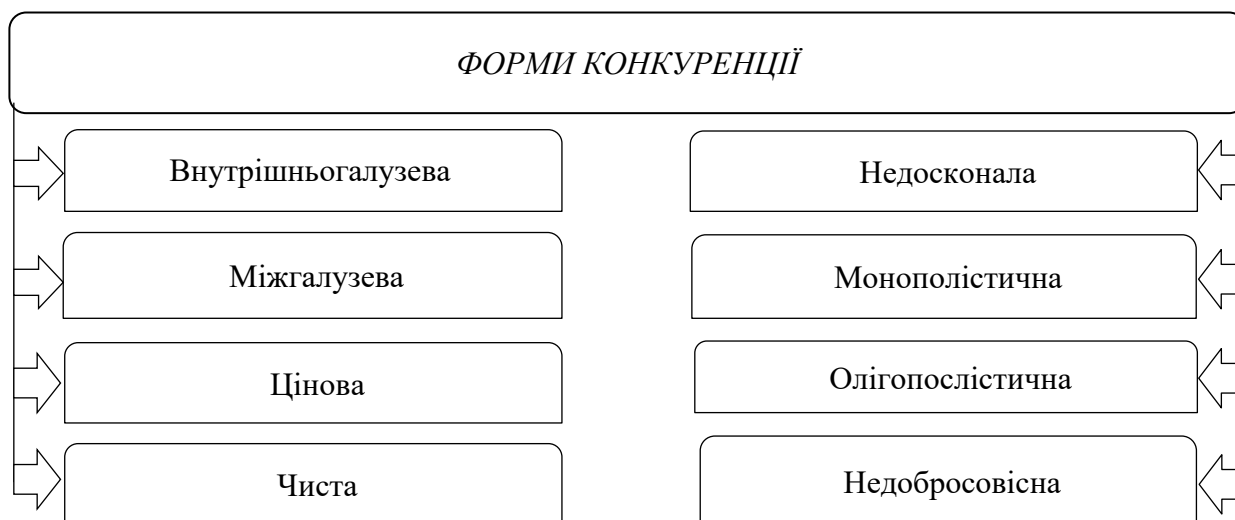 ФОРМИ КОНКУРЕНЦІЇ
Внутрішньогалузева
Міжгалузева
Цінова
Чиста
Недосконала
Монополістична
Олігопослістична
Недобросовісна